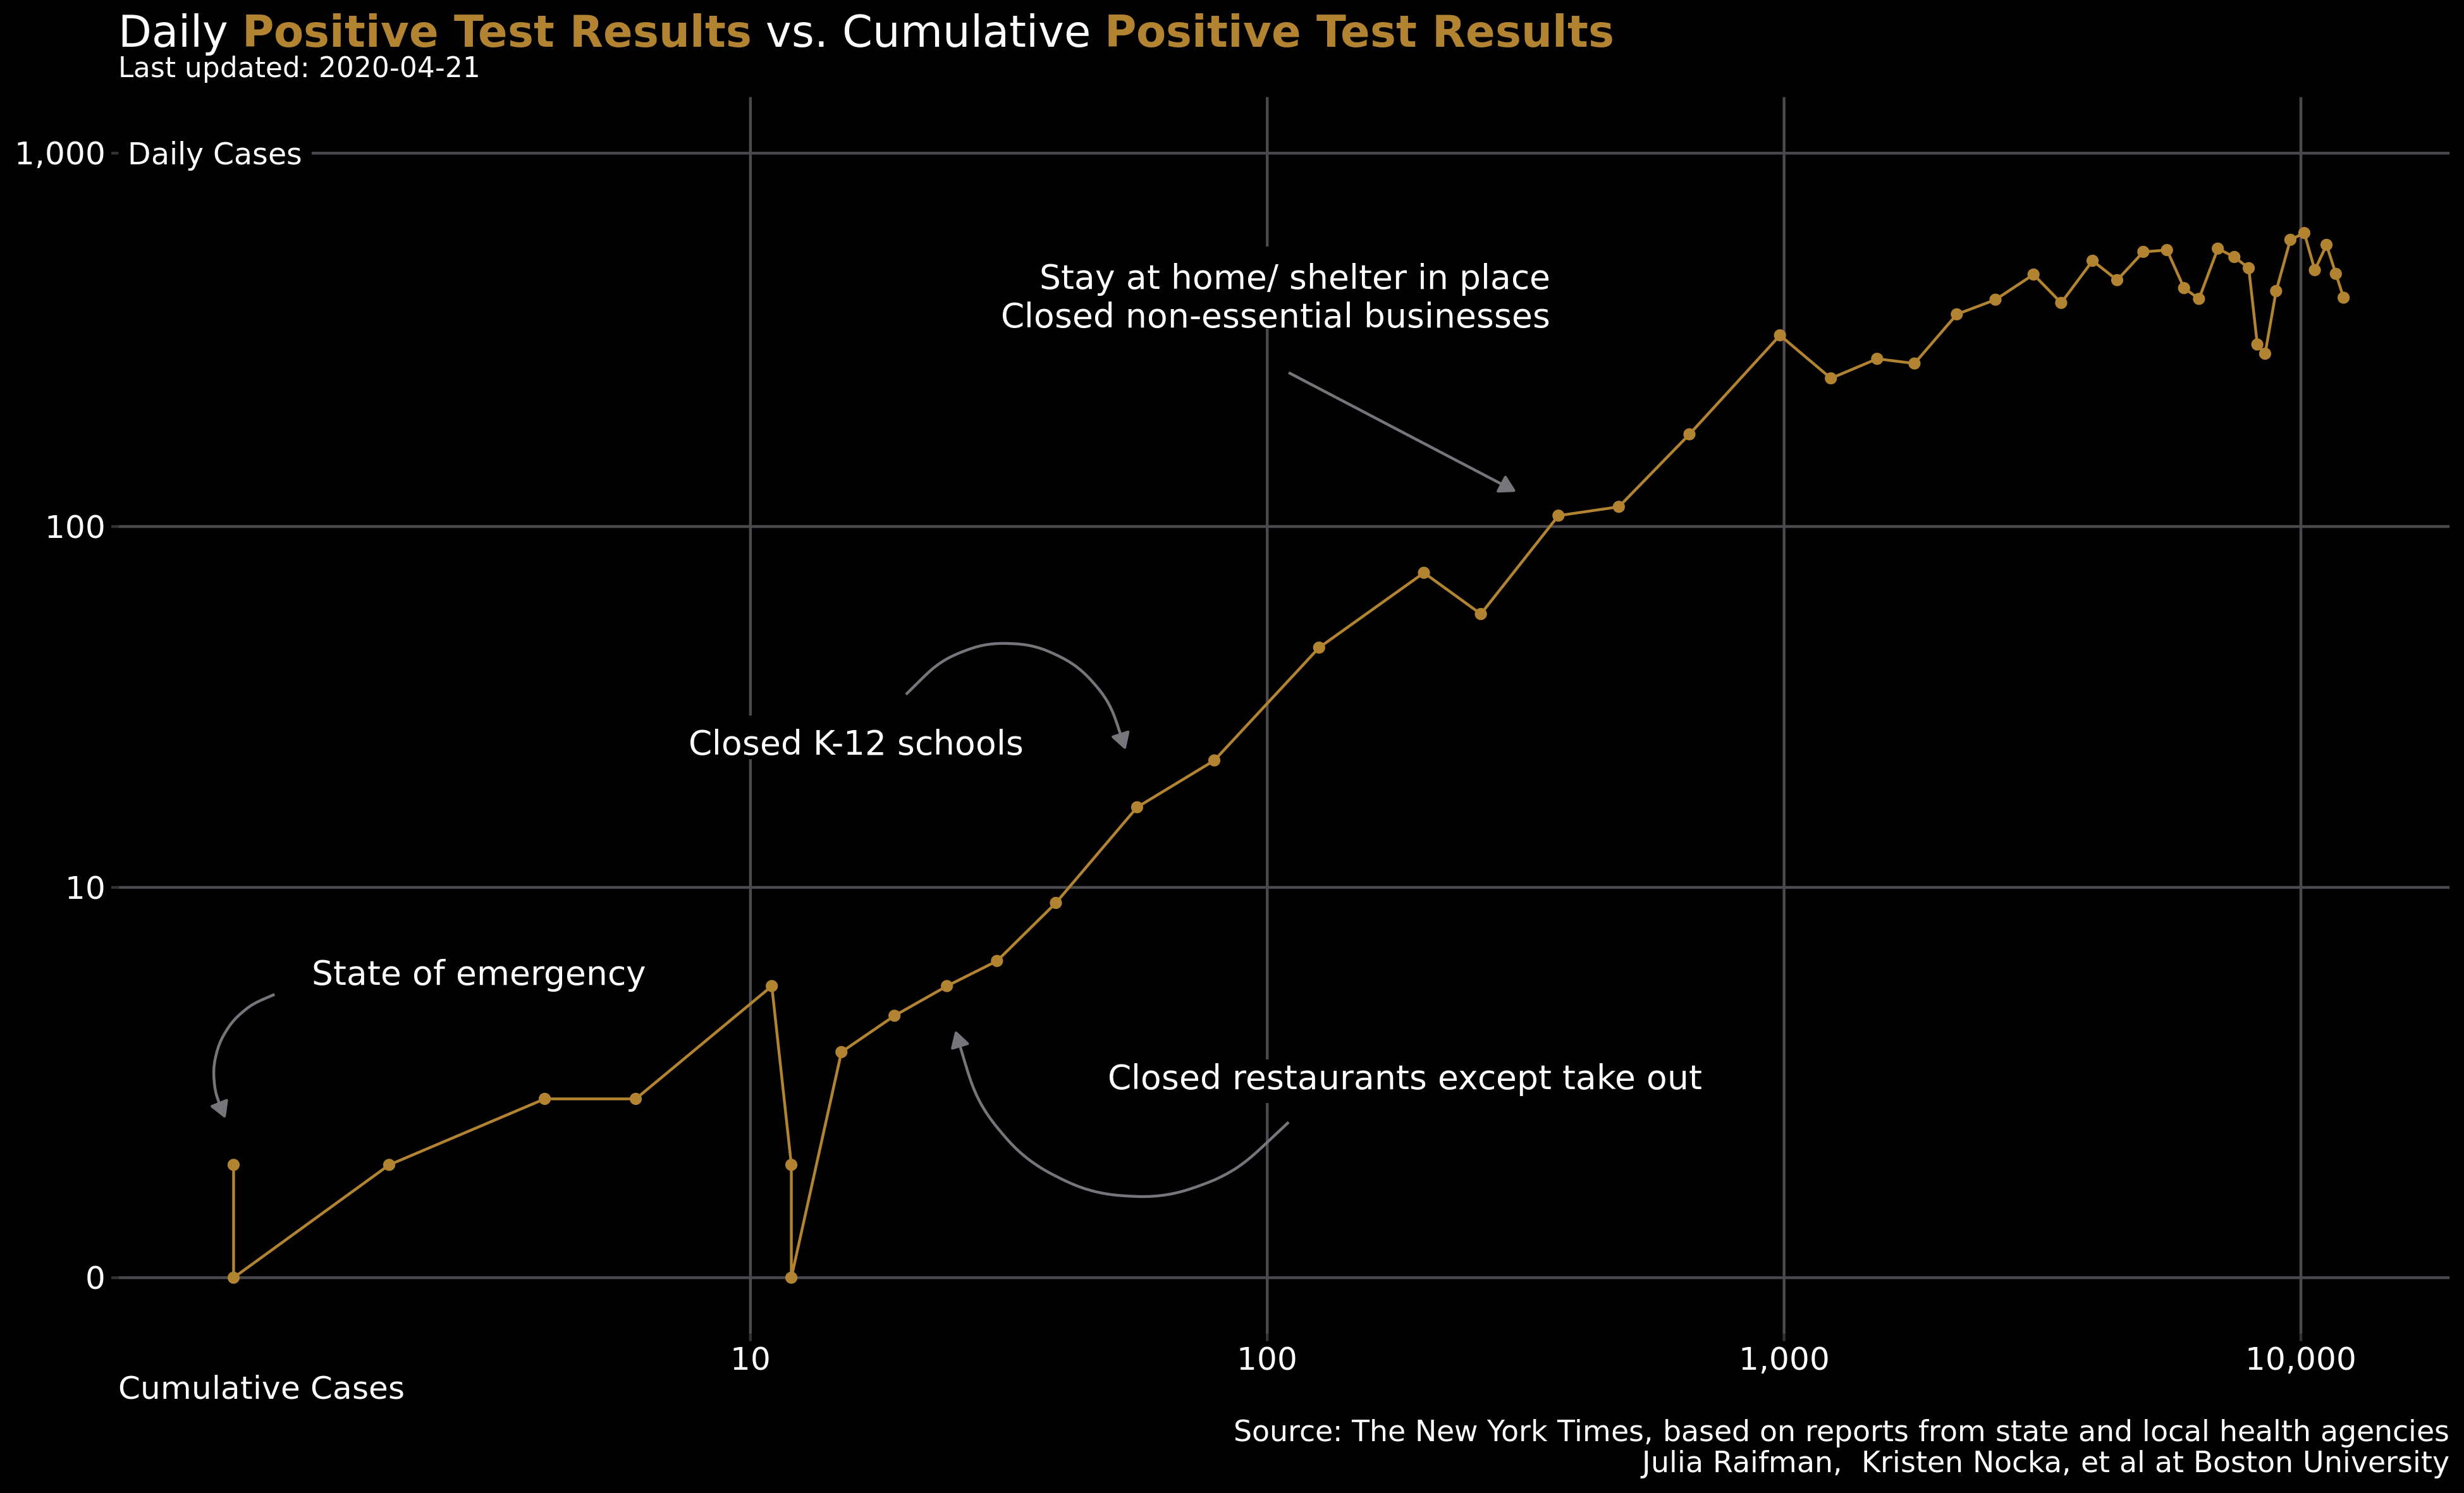 Daily Positive Test Results vs. Cumulative Positive Test Results
Last updated: 2020-04-21
1,000
Daily Cases
Stay at home/ shelter in place
Closed non-essential businesses
100
Closed K-12 schools
10
State of emergency
Closed restaurants except take out
0
10
100
1,000
10,000
Cumulative Cases
Source: The New York Times, based on reports from state and local health agencies
Julia Raifman,  Kristen Nocka, et al at Boston University